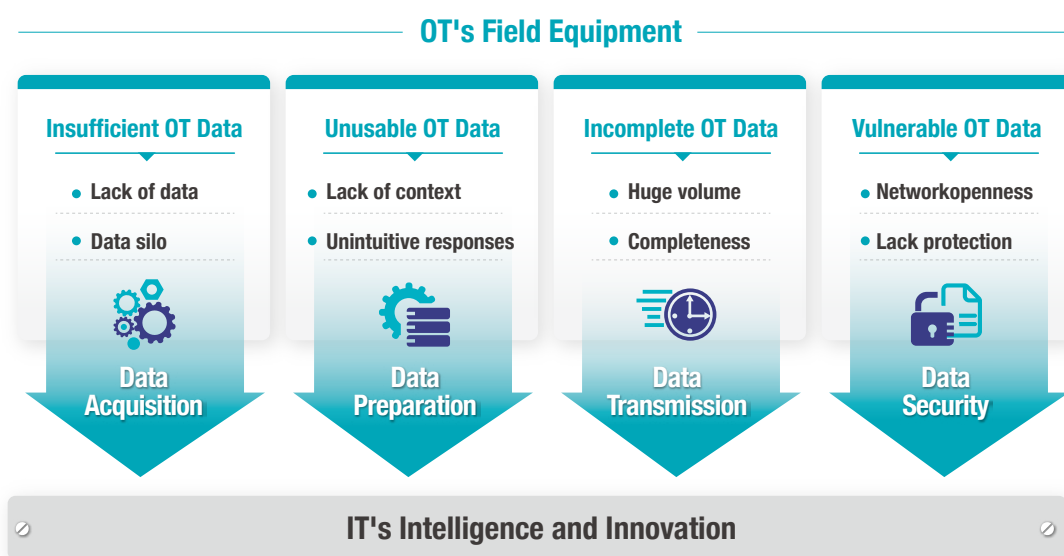 OT's Field Equipment
Insufficient OT Data
Lack of data
Data silo
Data
Acquisition
Unusable OT Data
Lack of context
Unintuitive responses
Data
Preparation
Incomplete OT Data
Huge volume
Completeness
Data
Transmission
Vulnerable OT Data
Networkopenness
Lack protection
Data
Security
IT's Intelligence and Innovation